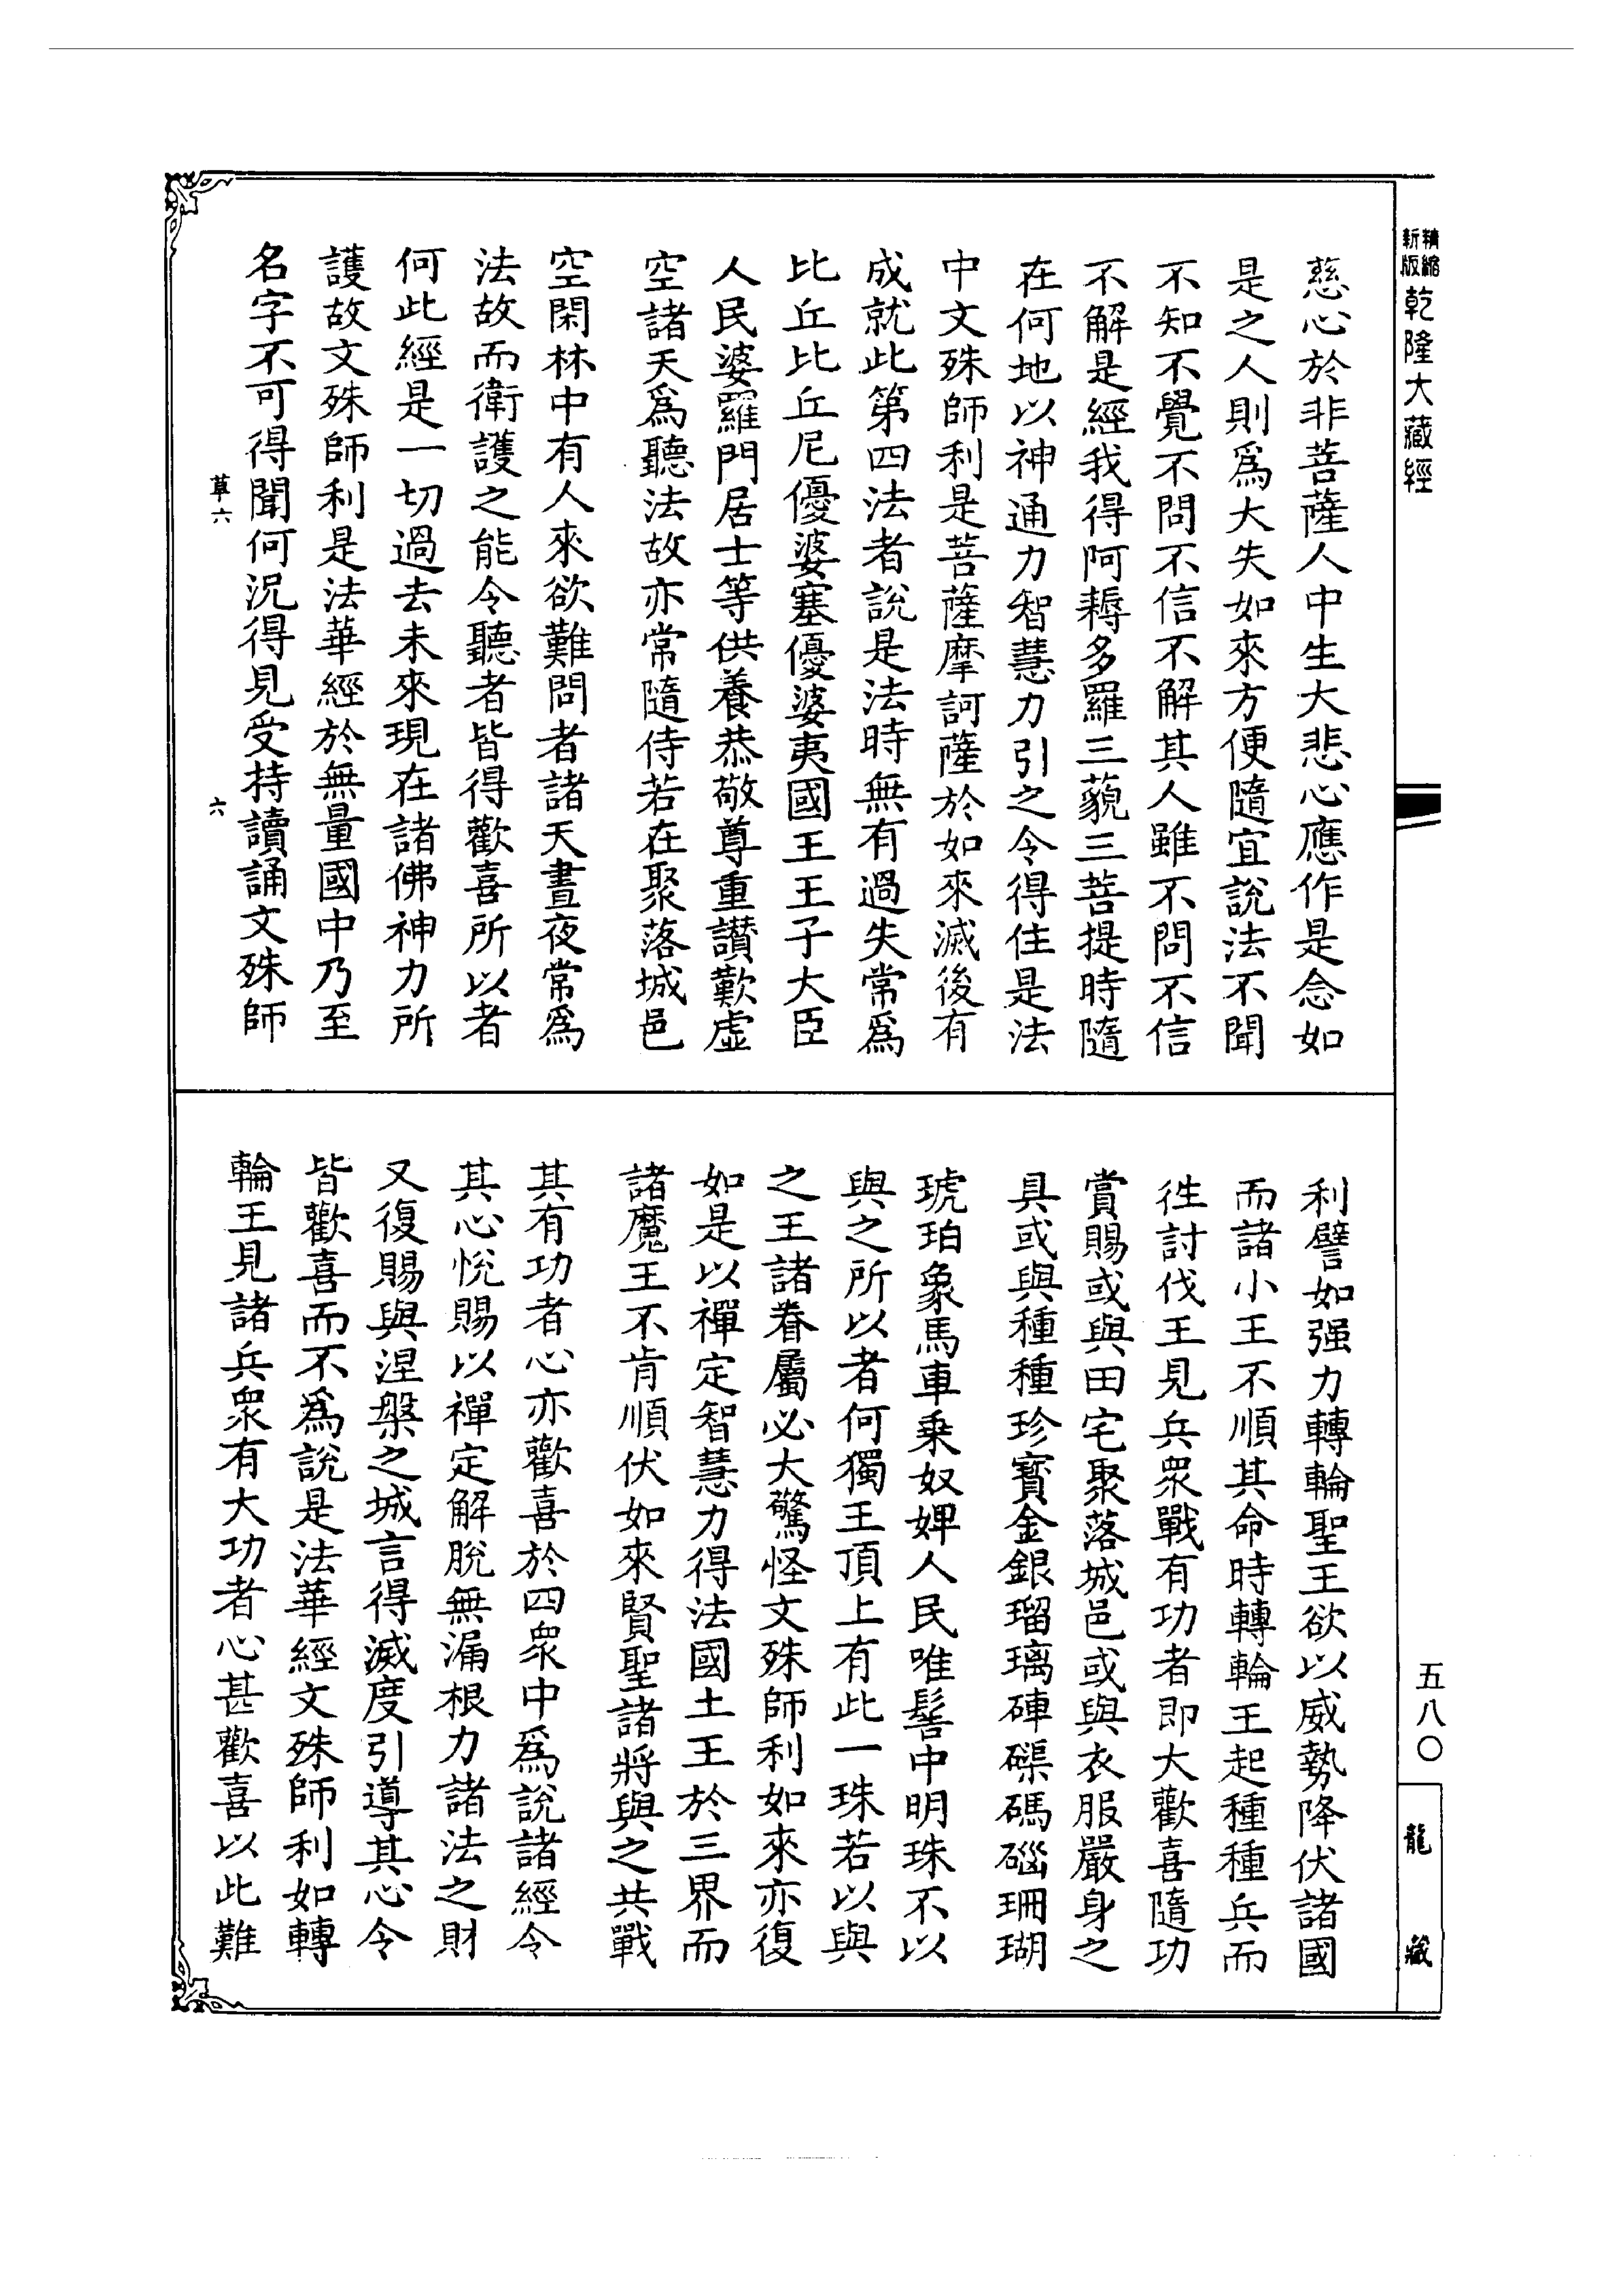 精縮新版乾隆大藏經
慈心於非菩薩人中生大悲心應作是念如
是之人則爲大失如來方便隨宜說法不聞
不知不覺不問不信不解其人雖不問不信
不解是經我得阿耨多羅三藐三菩提時隨
在何地以神通力智慧力引之令得住是法
中文殊師利是菩薩摩訶薩於如來滅後有
成就此第四法者說是法時無有過失常爲
比丘比丘尼優婆塞優婆夷國王王子大臣
人民婆羅門居士等供養恭敬尊重讃歎虛
空諸天爲聽法故亦常隨侍若在聚落城邑
空閑林中有人來欲難問者諸天晝夜常爲
法故而衛護之能令聽者皆得歡喜所以者
何此經是一切過去未來現在諸佛神力所
護故文殊師利是法華經於無量國中乃至
名字不可得聞何況得見受持讀誦文殊師
草六
六
利譬如强力轉輪聖王欲以威勢降伏諸國
而諸小王不順其命時轉輪王起種種兵而
徃討伐王見兵眾戰有功者即大歡喜隨功
賞賜或與田宅聚落城邑或與衣服嚴身之
具或與種種珍寳金銀瑠璃硨磲碼碯珊瑚
琥珀象馬車乗奴婢人民唯髻中明珠不以
與之所以者何獨王頂上有此一珠若以與
之王諸眷屬必大驚怪文殊師利如來亦復
如是以禪定智慧力得法國土王於三界而
諸魔王不肯順伏如來賢聖諸將與之共戰
其有功者心亦歡喜於四眾中爲說諸經令
其心悅賜以禪定解脫無漏根力諸法之財
又復賜與涅槃之城言得滅度引導其心令
皆歡喜而不爲說是法華經文殊師利如轉
輪王見諸兵眾有大功者心甚歡喜以此難
五八〇
龍藏